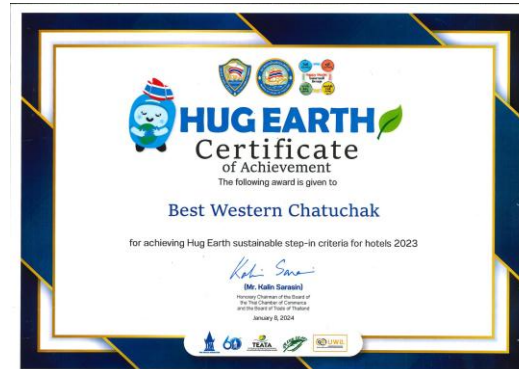 HUG EARTH
Certificate
of Achievement
The following award is given to
Best Western Chatuchak
for achieving Hug Earth sustainable step-in criteria for hotels 2023
(Mr. Kalin Sarasin)
Honorary Chairman of the Board of
the Thai Chamber of Commerce
and the Board of Trade of Thailand
January 8, 2024
TEATA